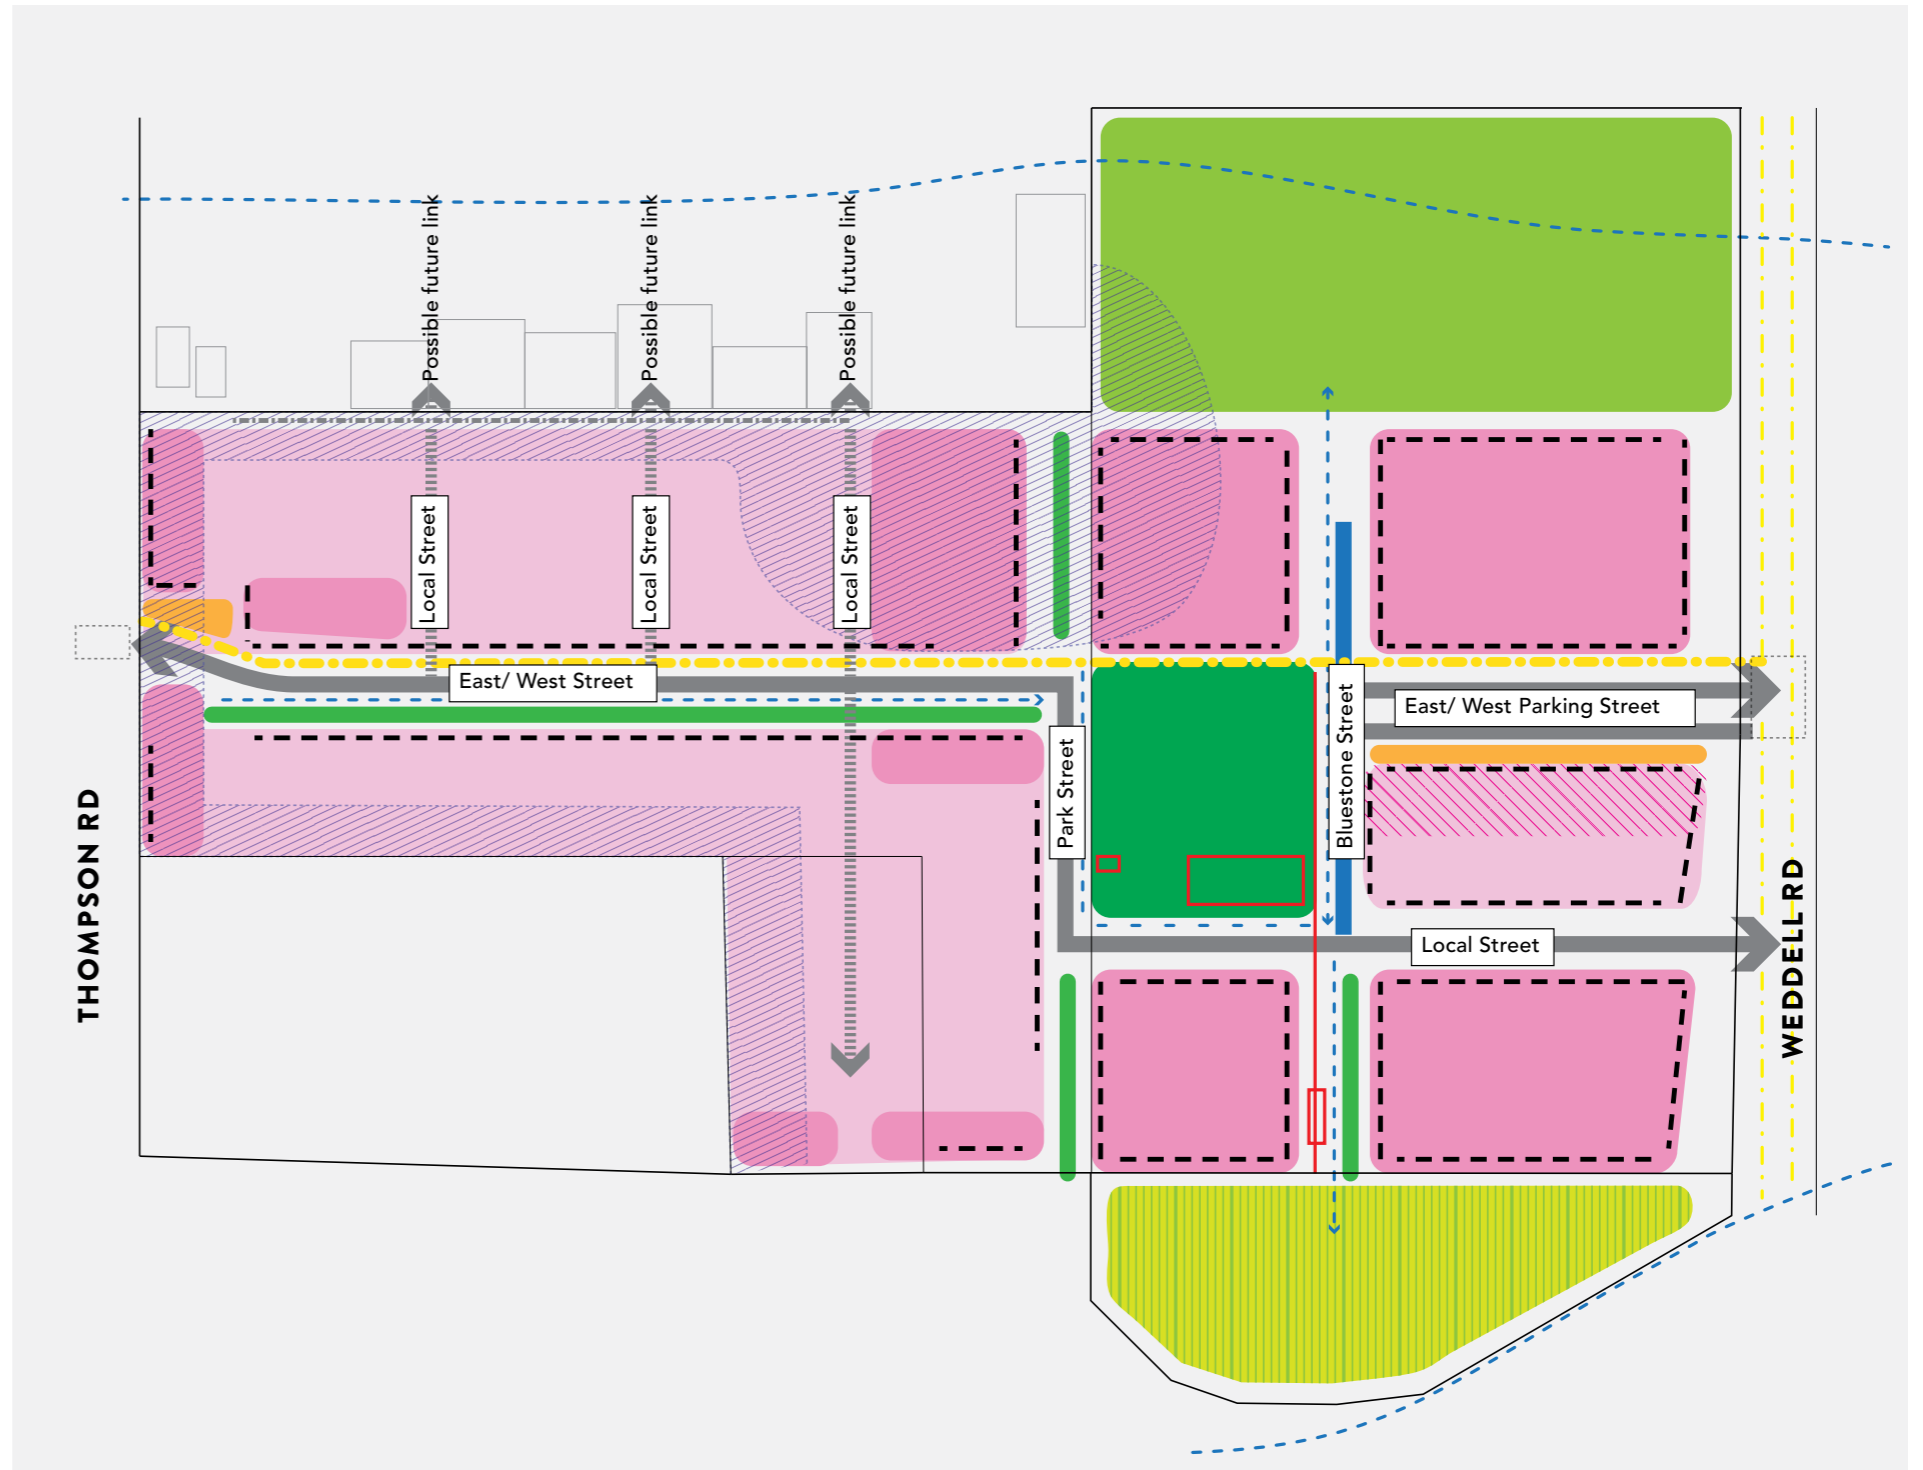 Possible future link
Possible future link
Possible future link
Local Street
Local Street
Local Street
East/ West Street
East/ West Parking Street
Bluestone Street
Park Street
Local Street
THOMPSON RD
WEDDELL RD